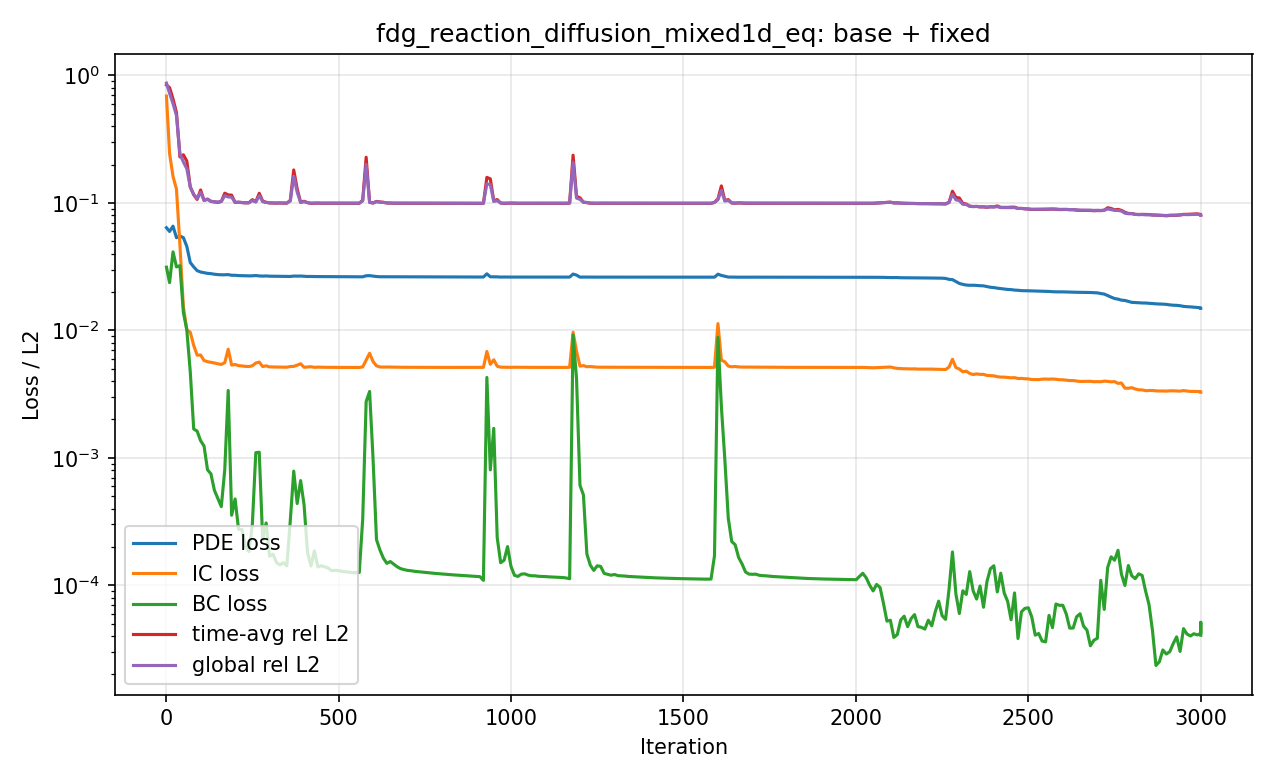 fdg_reaction_diffusion_mixed1d_eq: base + fixed
Loss / L2
10⁰
10⁻¹
10⁻²
10⁻³
10⁻⁴
PDE loss
IC loss
BC loss
time-avg rel L2
global rel L2
0 500 1000 1500 2000 2500 3000
Iteration